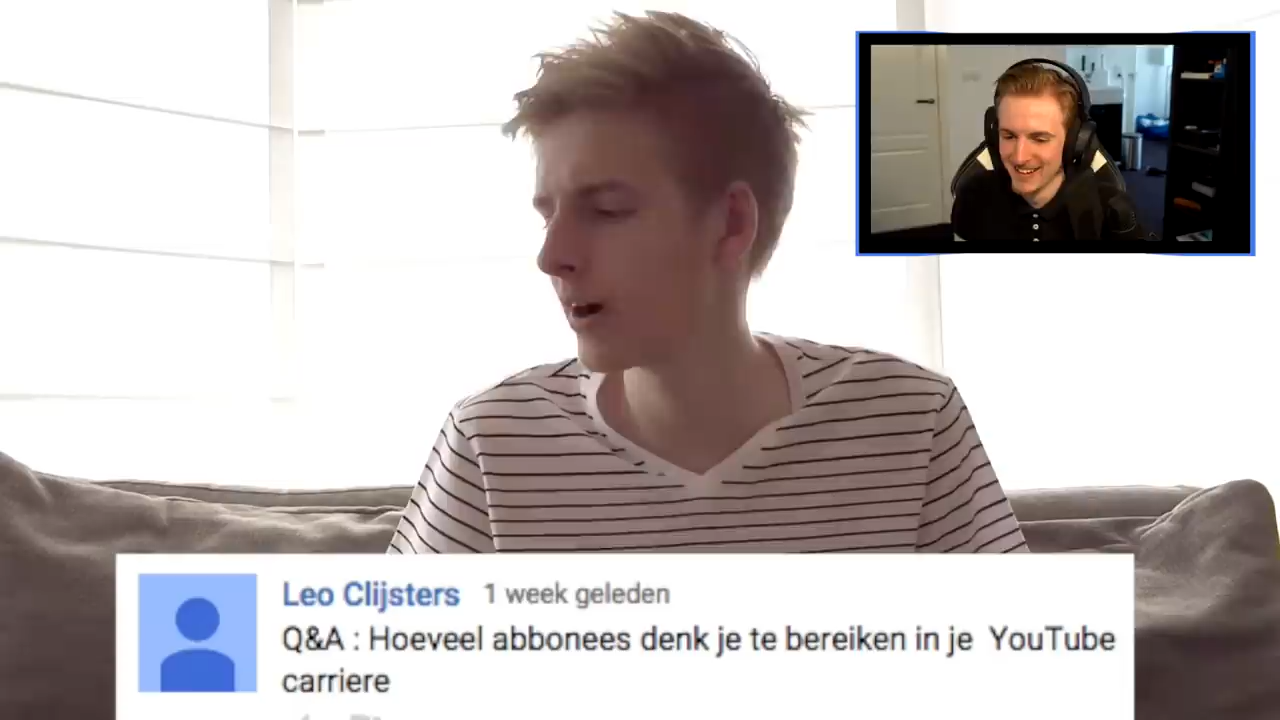 Leo Clijsters 1 week geleden
Q&A : Hoeveel abbonees denk je te bereiken in je YouTube
carriere